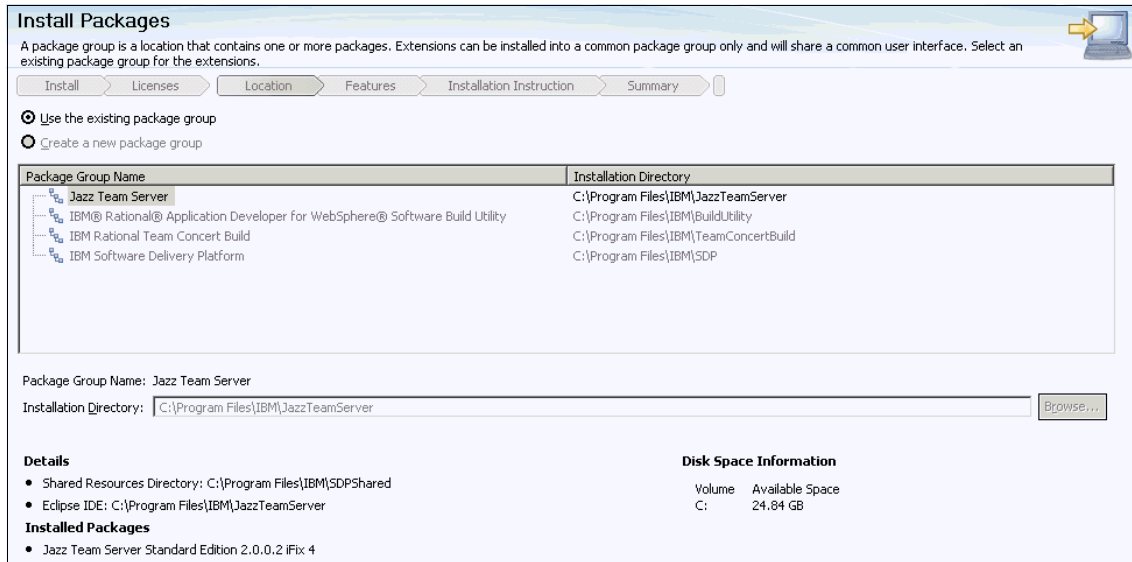 Install Packages
A package group is a location that contains one or more packages. Extensions can be installed into a common package group only and will share a common user interface. Select an
existing package group for the extensions.
Install Licenses Location Features Installation Instruction Summary
Use the existing package group
Create a new package group
Package Group Name Installation Directory
Jazz Team Server C:\Program Files\IBM\JazzTeamServer
IBM® Rational® Application Developer for WebSphere® Software Build Utility C:\Program Files\IBM\BuildUtility
IBM Rational Team Concert Build C:\Program Files\IBM\TeamConcertBuild
IBM Software Delivery Platform C:\Program Files\IBM\SDP
Package Group Name: Jazz Team Server
Installation Directory: C:\Program Files\IBM\JazzTeamServer Browse...
Details
• Shared Resources Directory: C:\Program Files\IBM\SDPShared
• Eclipse IDE: C:\Program Files\IBM\JazzTeamServer
Installed Packages
• Jazz Team Server Standard Edition 2.0.0.2 iFix 4
Disk Space Information
Volume Available Space
C: 24.84 GB